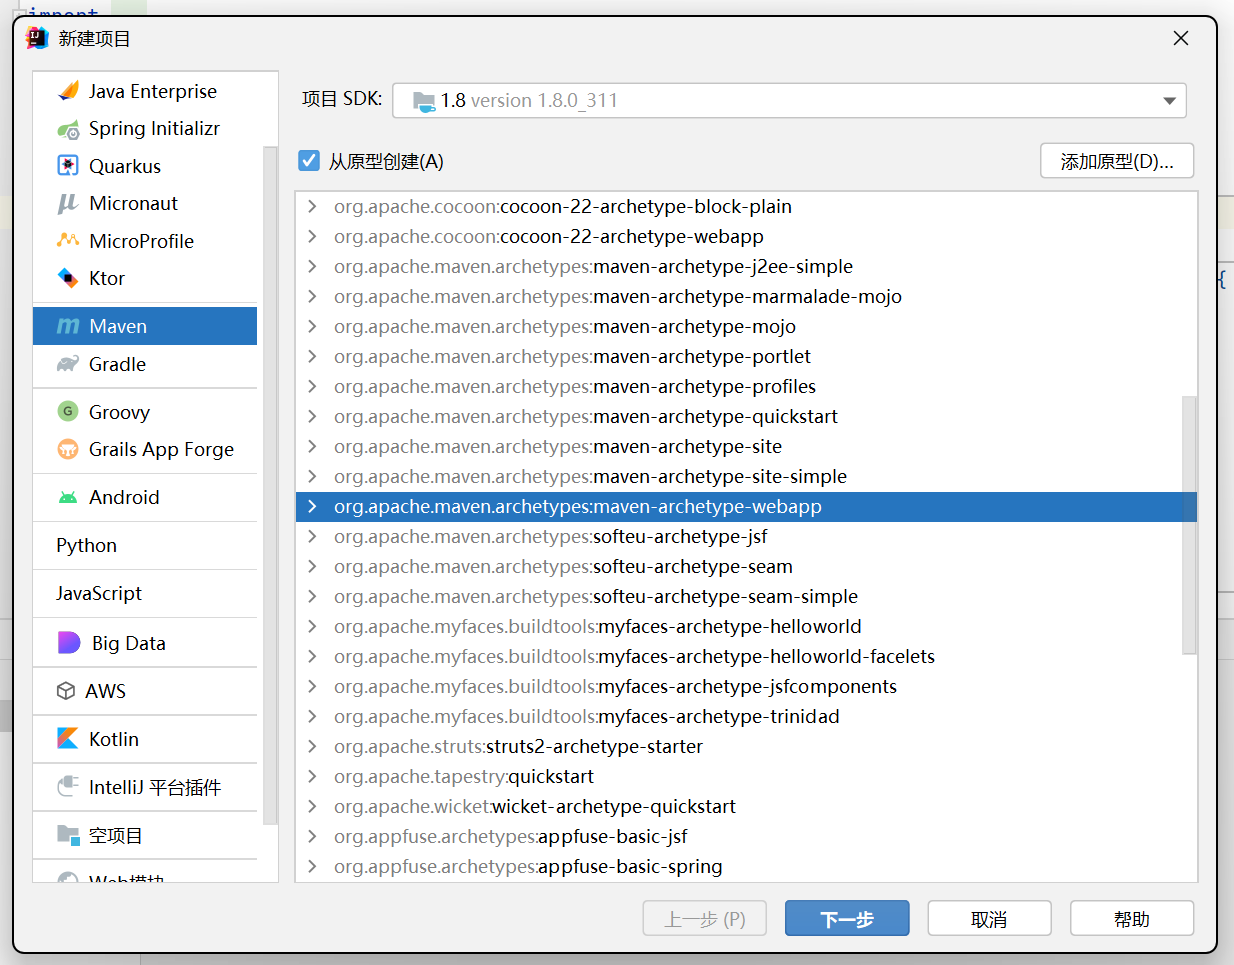 import
新建项目
Java Enterprise
Spring Initializr
Quarkus
Micronaut
MicroProfile
Ktor
Maven
Gradle
Groovy
Grails App Forge
Android
Python
JavaScript
Big Data
AWS
Kotlin
IntelliJ 平台插件
空项目
Web模块
项目 SDK:
1.8 version 1.8.0_311
从原型创建(A)
添加原型(D)...
org.apache.cocoon:cocoon-22-archetype-block-plain
org.apache.cocoon:cocoon-22-archetype-webapp
org.apache.maven.archetypes:maven-archetype-j2ee-simple
org.apache.maven.archetypes:maven-archetype-marmalade-mojo
org.apache.maven.archetypes:maven-archetype-mojo
org.apache.maven.archetypes:maven-archetype-portlet
org.apache.maven.archetypes:maven-archetype-profiles
org.apache.maven.archetypes:maven-archetype-quickstart
org.apache.maven.archetypes:maven-archetype-site
org.apache.maven.archetypes:maven-archetype-site-simple
org.apache.maven.archetypes:maven-archetype-webapp
org.apache.maven.archetypes:softeu-archetype-jsf
org.apache.maven.archetypes:softeu-archetype-seam
org.apache.maven.archetypes:softeu-archetype-seam-simple
org.apache.myfaces.buildtools:myfaces-archetype-helloworld
org.apache.myfaces.buildtools:myfaces-archetype-helloworld-facelets
org.apache.myfaces.buildtools:myfaces-archetype-jsfcomponents
org.apache.myfaces.buildtools:myfaces-archetype-trinidad
org.apache.struts:struts2-archetype-starter
org.apache.tapestry:quickstart
org.apache.wicket:wicket-archetype-quickstart
org.appfuse.archetypes:appfuse-basic-jsf
org.appfuse.archetypes:appfuse-basic-spring
{
上一步 (P)
下一步
取消
帮助